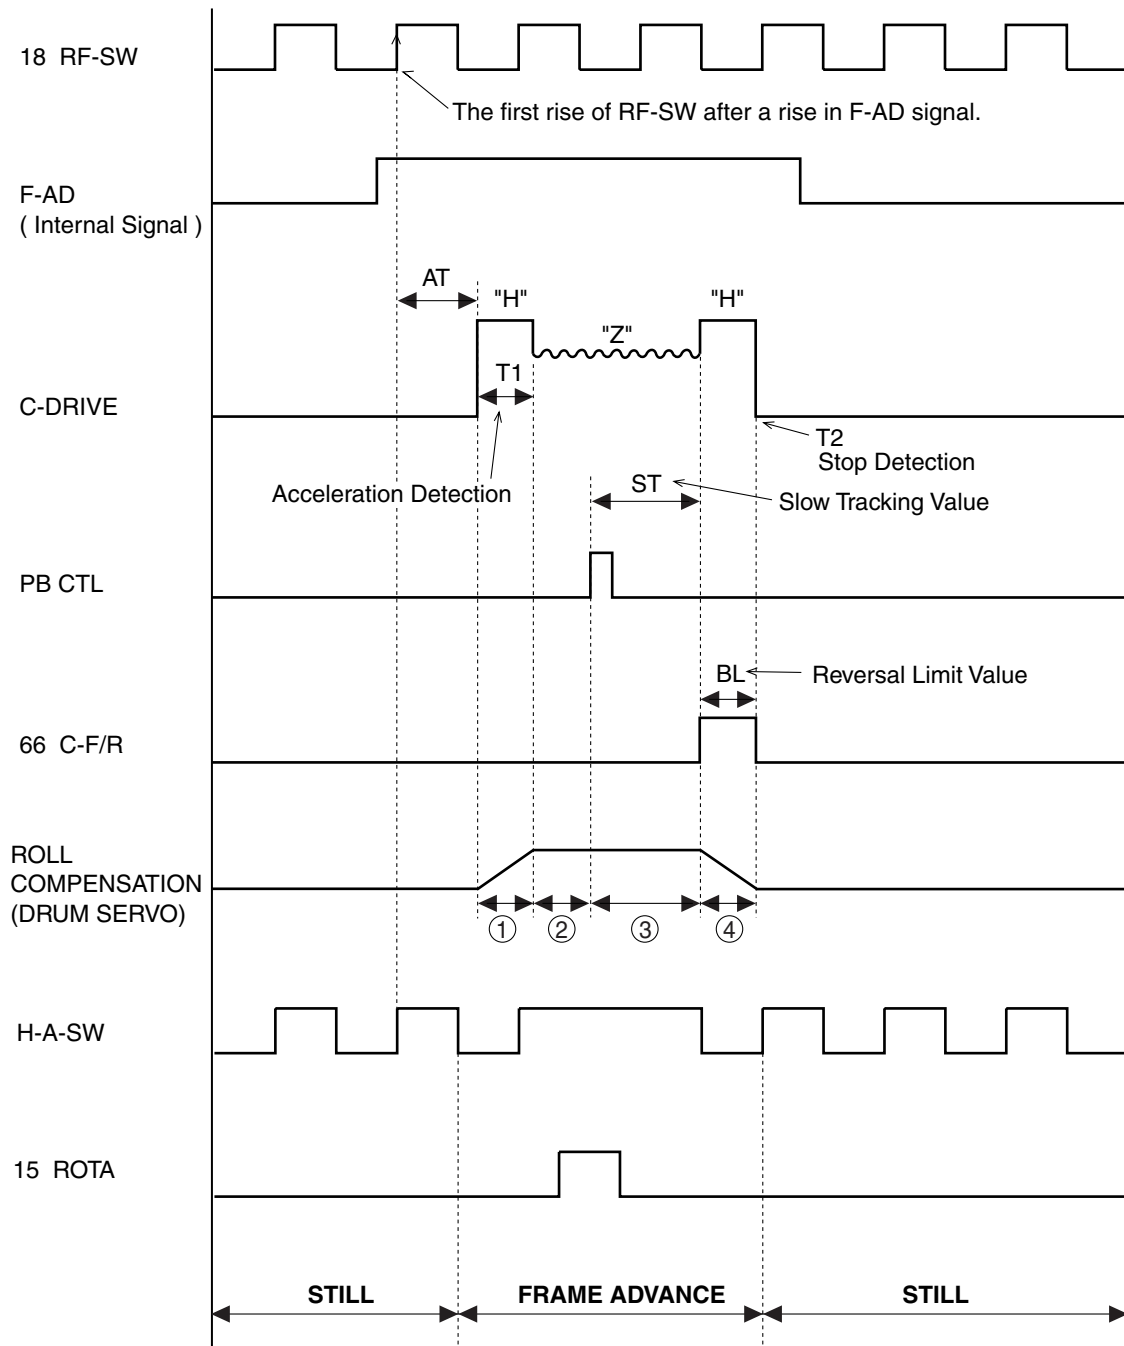 18 RF-SW
The first rise of RF-SW after a rise in F-AD signal.
F-AD
( Internal Signal )
AT
"H"
"H"
"Z"
T1
C-DRIVE
T2
Stop Detection
Acceleration Detection
ST
Slow Tracking Value
PB CTL
BL
Reversal Limit Value
66 C-F/R
ROLL
COMPENSATION
(DRUM SERVO)
① ② ③ ④
H-A-SW
15 ROTA
STILL FRAME ADVANCE STILL